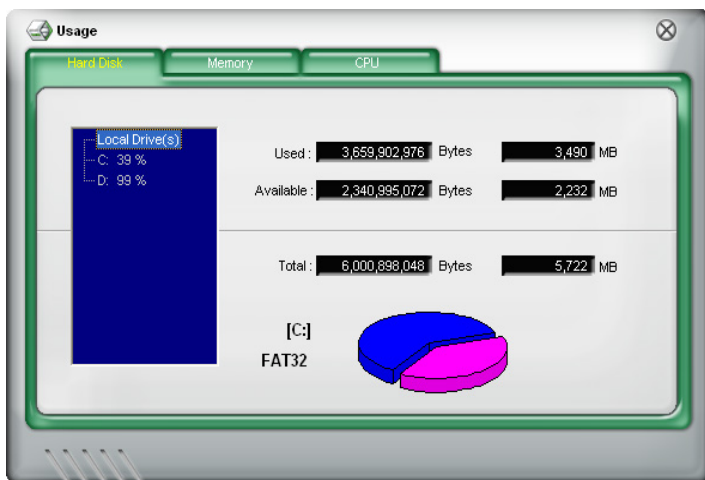 Usage
Hard Disk Memory CPU
Local Drive(s)
C: 39 %
D: 99 %
Used : 3,659,902,976 Bytes 3,490 MB
Available : 2,340,995,072 Bytes 2,232 MB
Total : 6,000,898,048 Bytes 5,722 MB
[C:]
FAT32